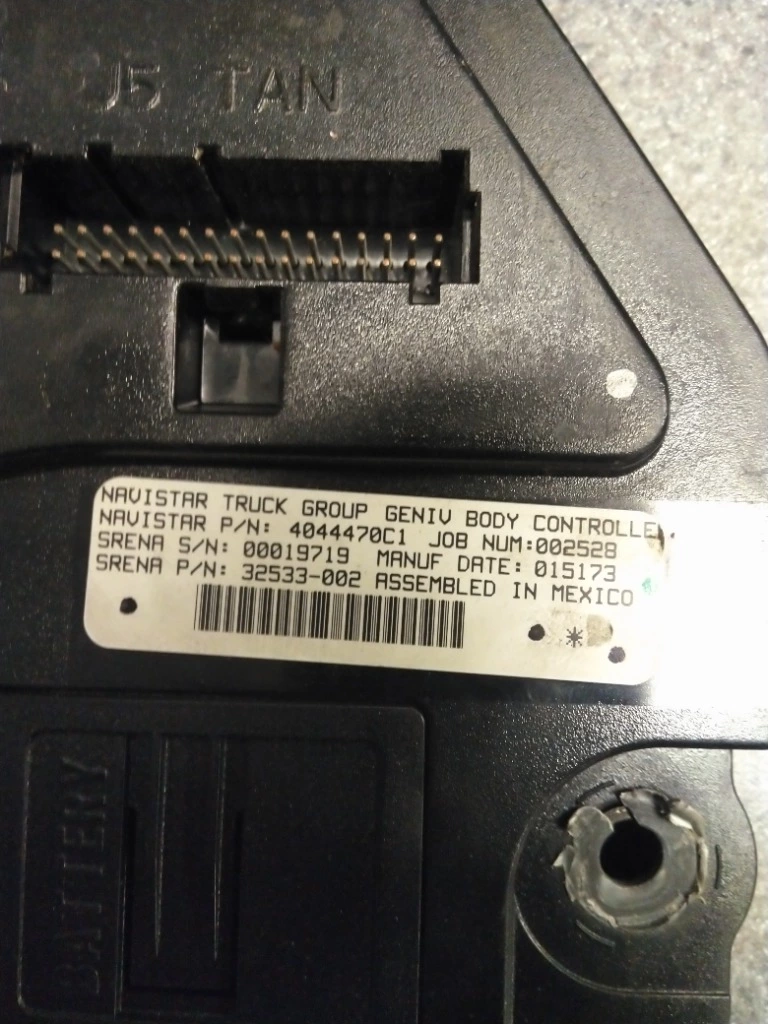 J5 TAN
NAVISTAR TRUCK GROUP GENIV BODY CONTROLLER
NAVISTAR P/N: 4044470C1 JOB NUM:002528
SRENA S/N: 00019719 MANUF DATE: 015173
SRENA P/N: 32533-002 ASSEMBLED IN MEXICO
BATTERY